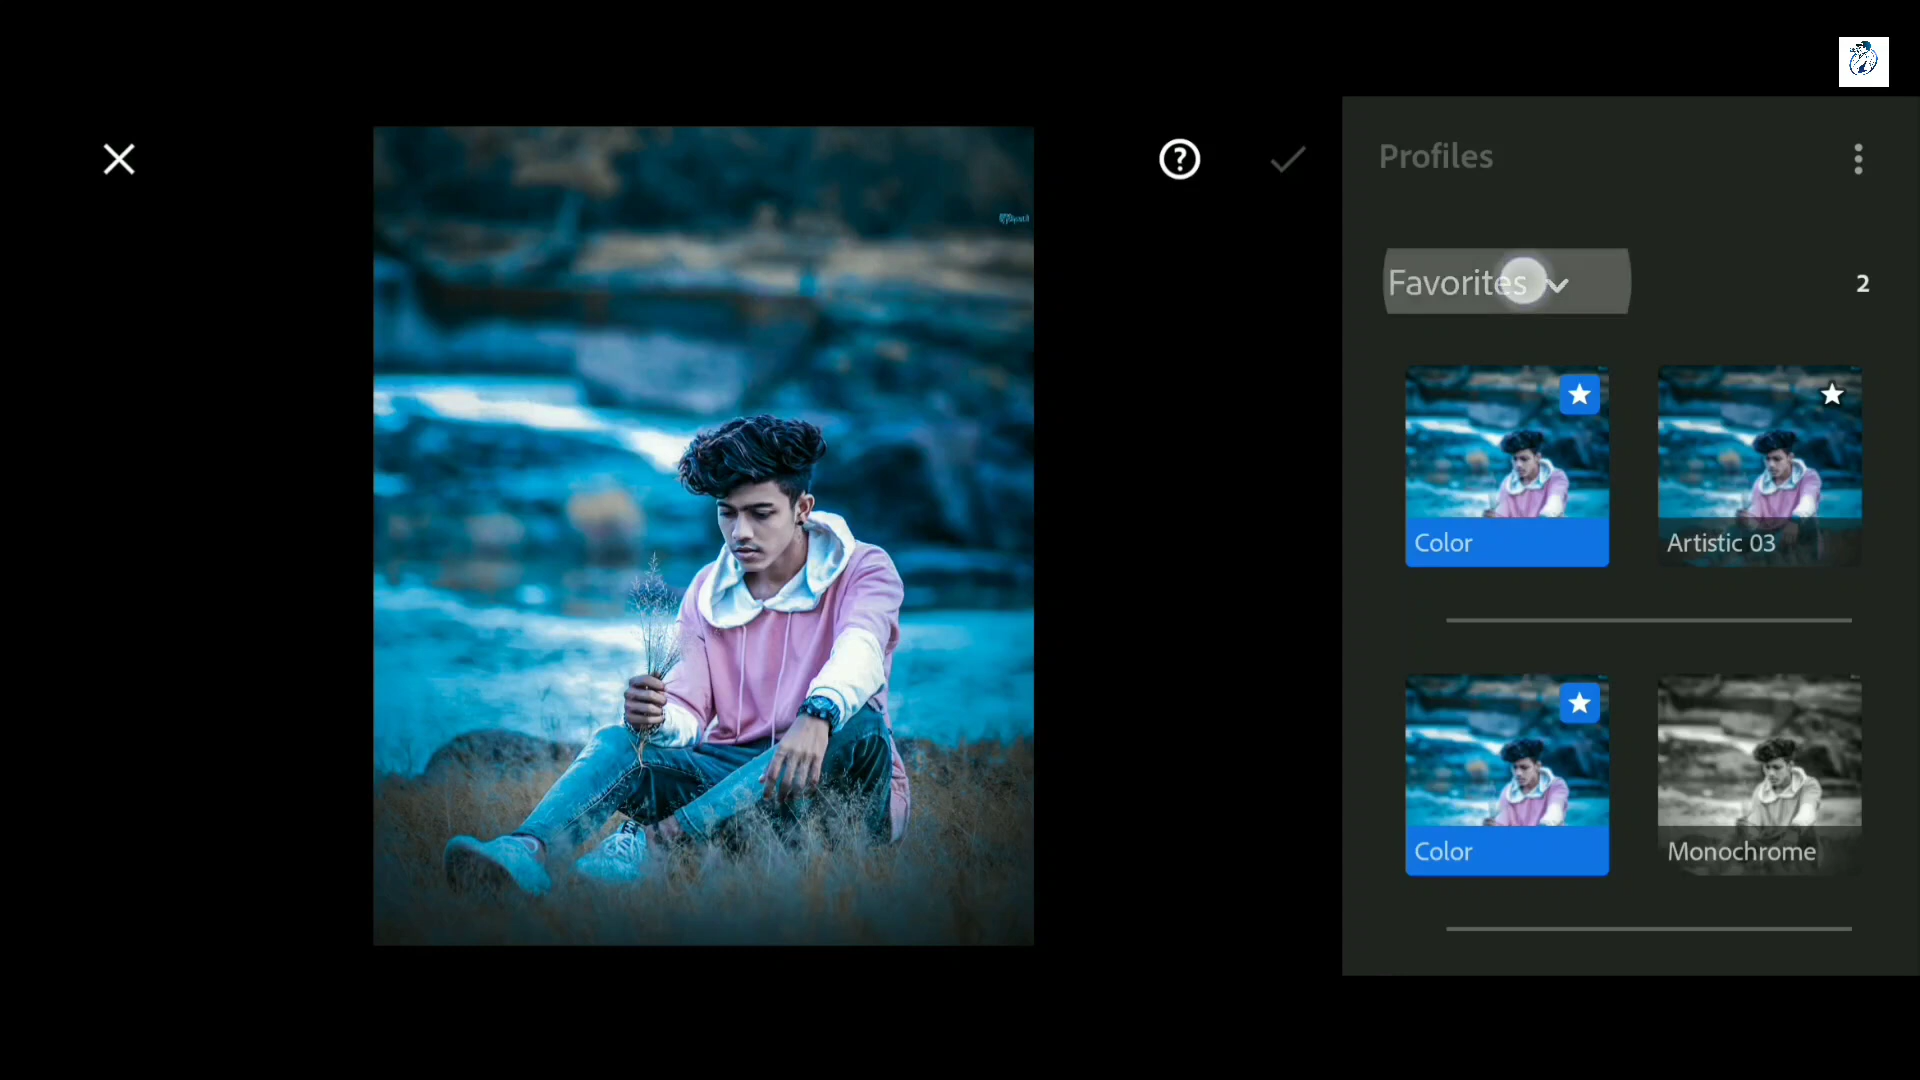 Profiles
Favorites
2
Color
Artistic 03
Color
Monochrome